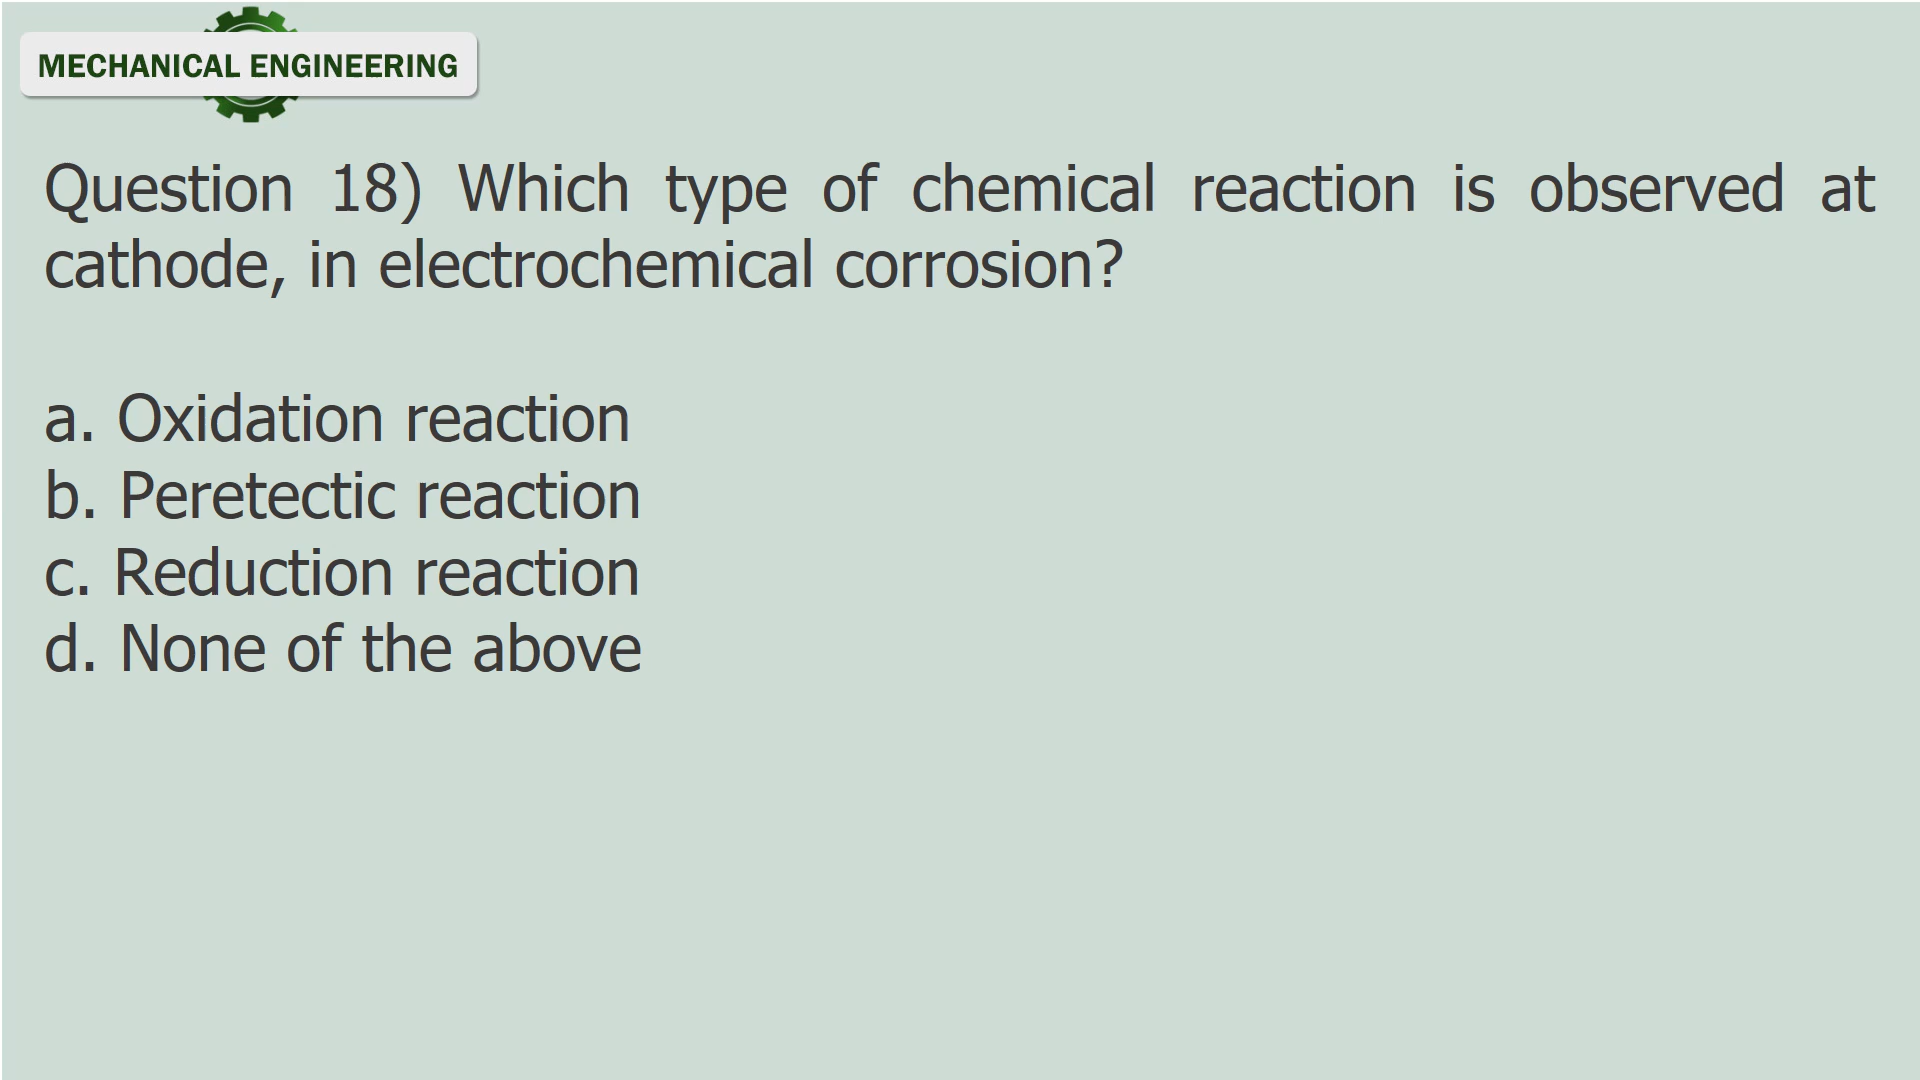 MECHANICAL ENGINEERING
Question 18) Which type of chemical reaction is observed at
cathode, in electrochemical corrosion?
a. Oxidation reaction
b. Peretectic reaction
c. Reduction reaction
d. None of the above